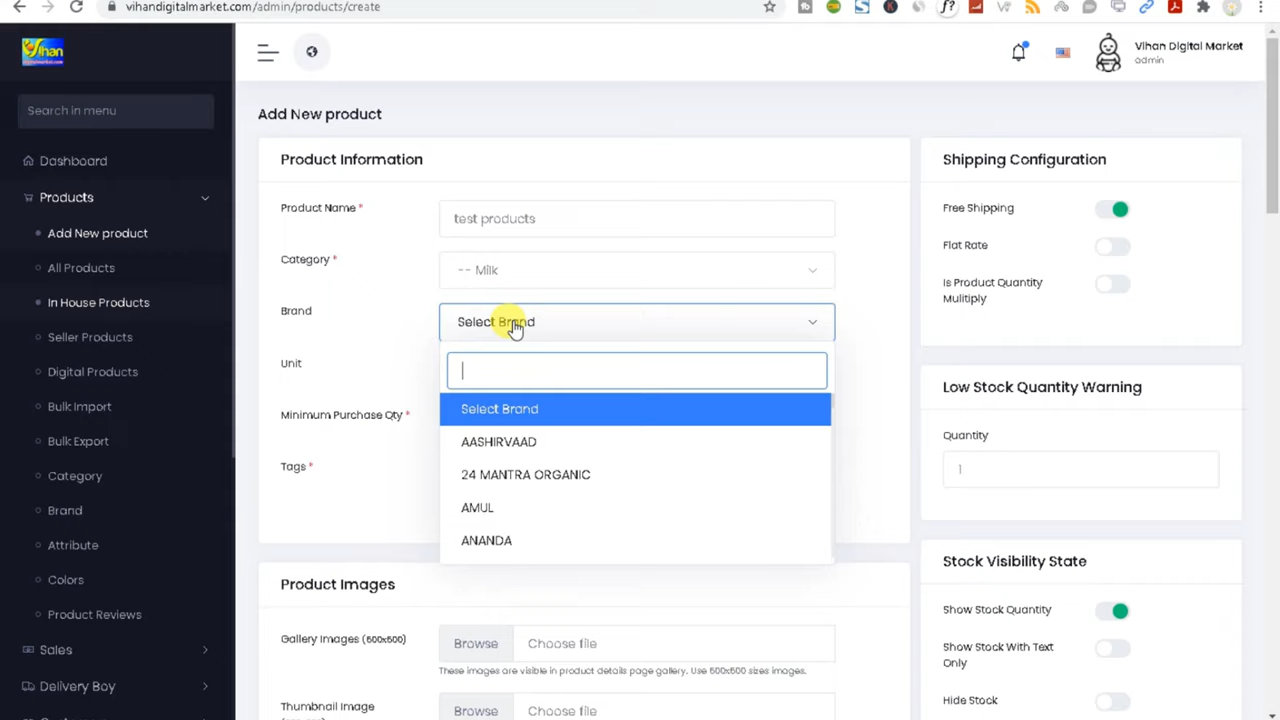 vihandigitalmarket.com/admin/products/create
Vihan
Search in menu
Dashboard
Products
Add New product
All Products
In House Products
Seller Products
Digital Products
Bulk Import
Bulk Export
Category
Brand
Attribute
Colors
Product Reviews
Sales
Delivery Boy
Vihan Digital Market
admin
Add New product
Product Information
Product Name *
test products
Category *
-- Milk
Brand
Select Brand
Unit
Minimum Purchase Qty *
Tags *
Select Brand
AASHIRVAAD
24 MANTRA ORGANIC
AMUL
ANANDA
Product Images
Gallery Images (600x600)
Browse
Choose file
These images are visible in product details page gallery. Use 600x600 sizes images.
Thumbnail Image
Browse
Choose file
Shipping Configuration
Free Shipping
Flat Rate
Is Product Quantity
Mulitiply
Low Stock Quantity Warning
Quantity
1
Stock Visibility State
Show Stock Quantity
Show Stock With Text
Only
Hide Stock